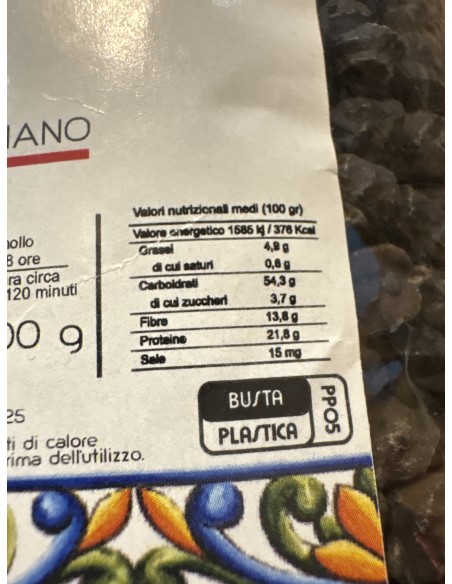 IANO
nollo
8 ore
ra circa
120 minuti
00 g
Valori nutrizionali medi (100 gr)
Valore energetico 1585 kj / 376 Kcal
Grassi 4,9 g
di cui saturi 0,6 g
Carboidrati 54,3 g
di cui zuccheri 3,7 g
Fibre 13,8 g
Proteine 21,8 g
Sale 15 mg
BUSTA
PLASTICA
PP05
25
ti di calore
rima dell'utilizzo.